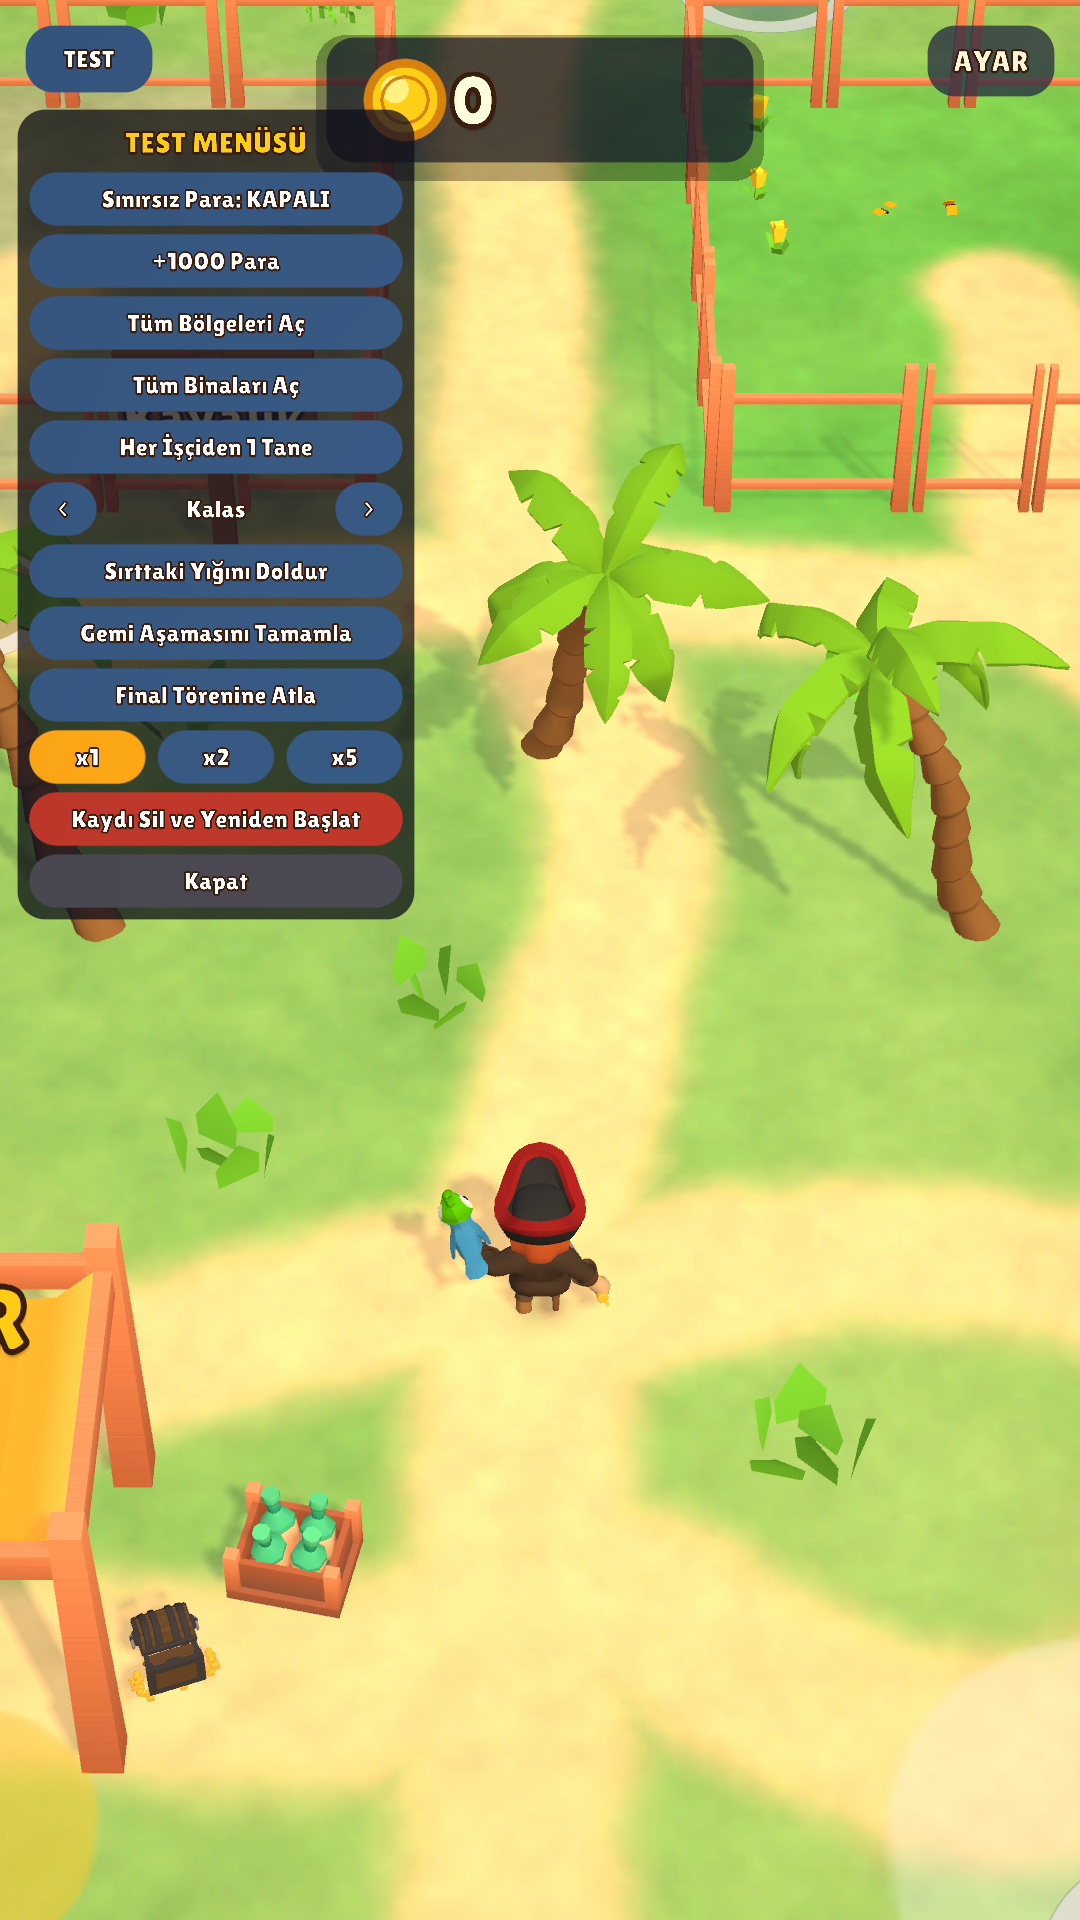 TEST
0
AYAR
TEST MENÜSÜ
Sınırsız Para: KAPALI
+1000 Para
Tüm Bölgeleri Aç
Tüm Binaları Aç
Her İşçiden 1 Tane
< Kalas >
Sırttaki Yığını Doldur
Gemi Aşamasını Tamamla
Final Törenine Atla
x1 x2 x5
Kaydı Sil ve Yeniden Başlat
Kapat
R